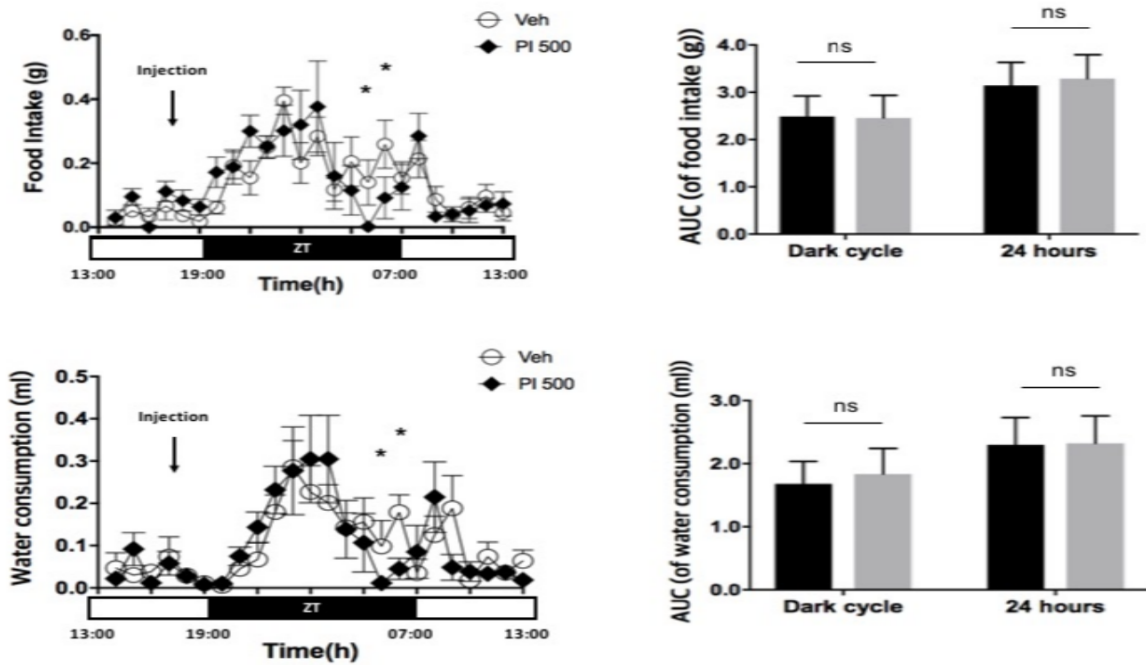 Veh
PI 500
Food Intake (g)
0.6
0.4
0.2
0.0
Injection
*
*
ZT
13:00
19:00
07:00
13:00
Time(h)
ns
ns
AUC (of food intake (g))
4.0
3.0
2.0
1.0
0.0
Dark cycle
24 hours
Veh
PI 500
Water consumption (ml)
0.5
0.4
0.3
0.2
0.1
0.0
Injection
*
*
ZT
13:00
19:00
07:00
13:00
Time(h)
ns
ns
AUC (of water consumption (ml))
3.0
2.0
1.0
0.0
Dark cycle
24 hours